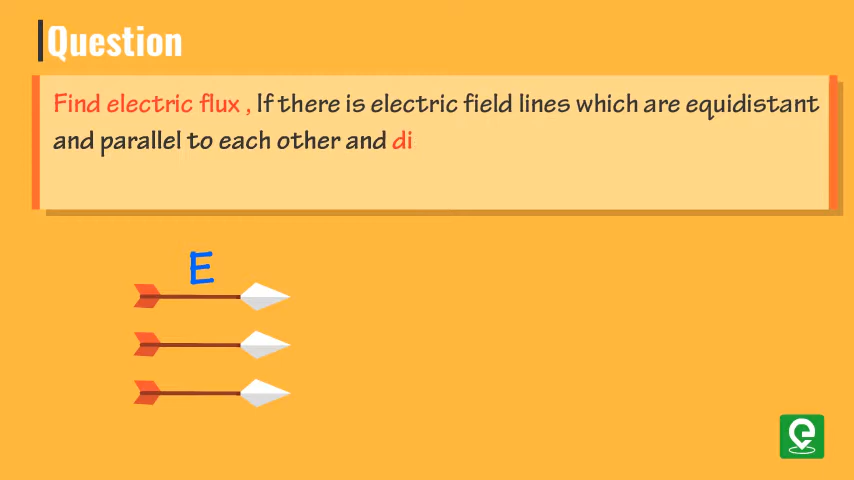 Question
Find electric flux , If there is electric field lines which are equidistant
and parallel to each other and di
E